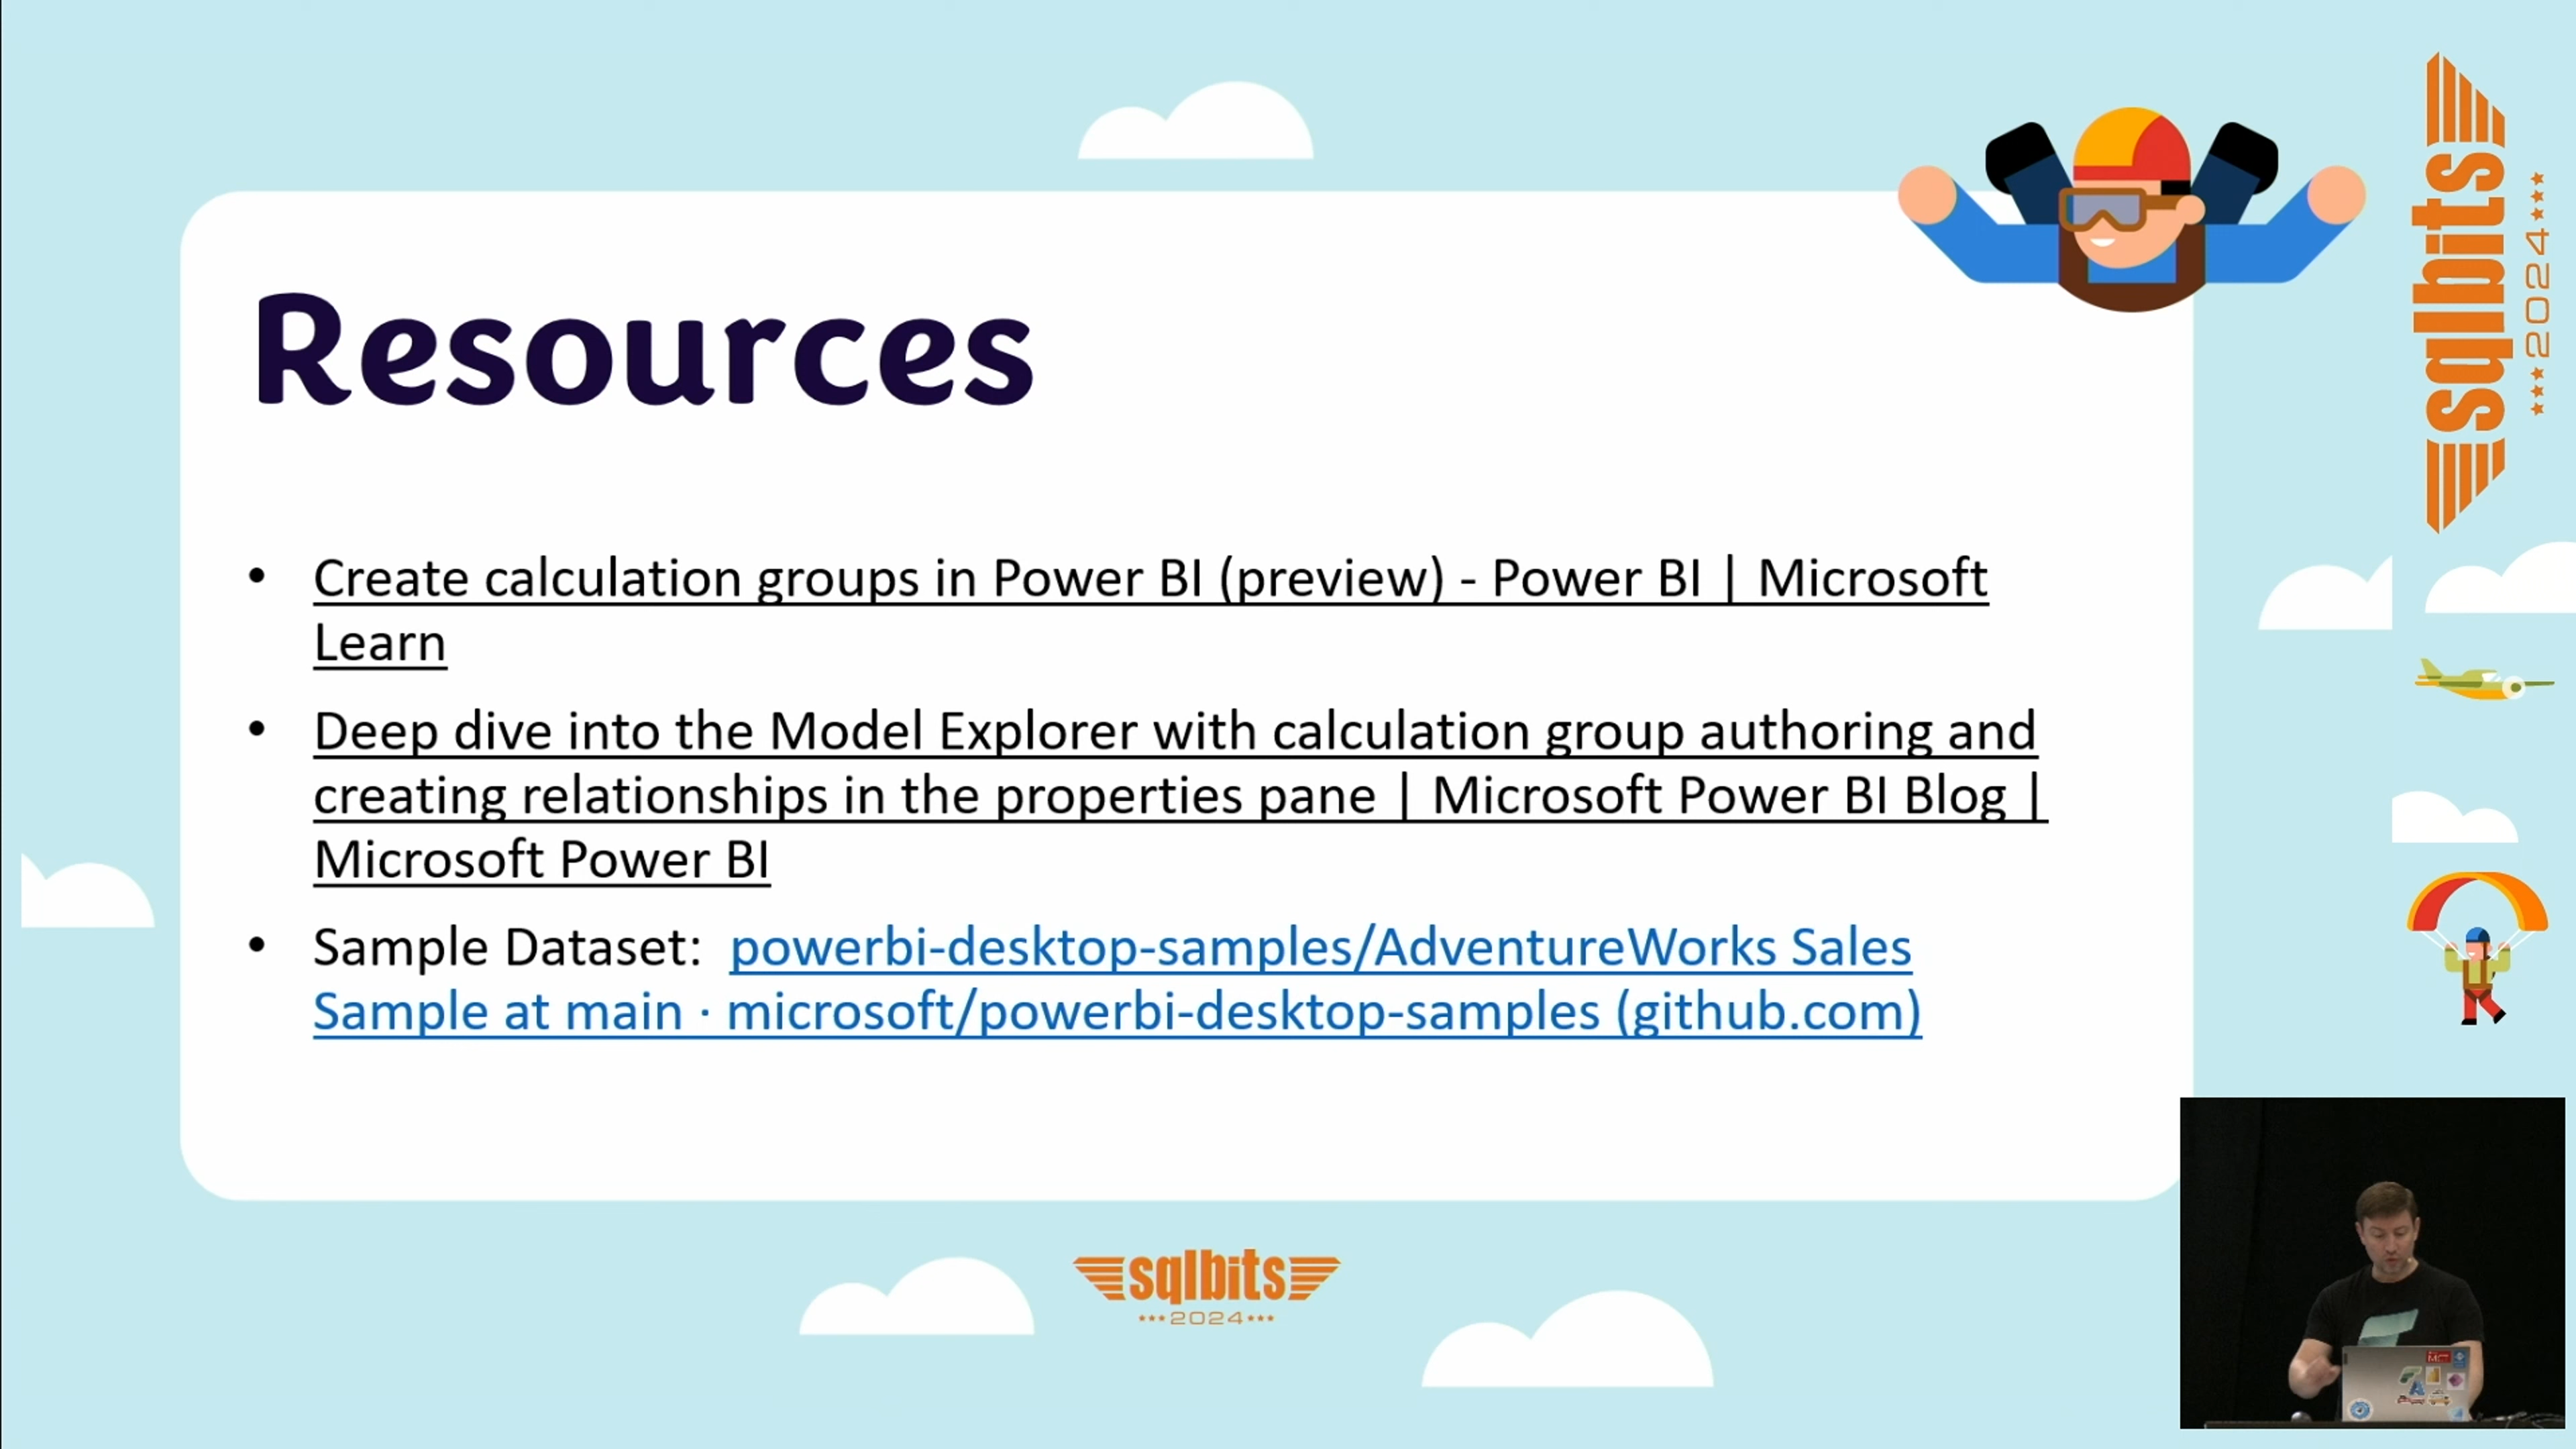 Resources
• Create calculation groups in Power BI (preview) - Power BI | Microsoft
Learn
• Deep dive into the Model Explorer with calculation group authoring and
creating relationships in the properties pane | Microsoft Power BI Blog |
Microsoft Power BI
• Sample Dataset: powerbi-desktop-samples/AdventureWorks Sales
Sample at main · microsoft/powerbi-desktop-samples (github.com)
sqlbits
2024
sqlbits
2024